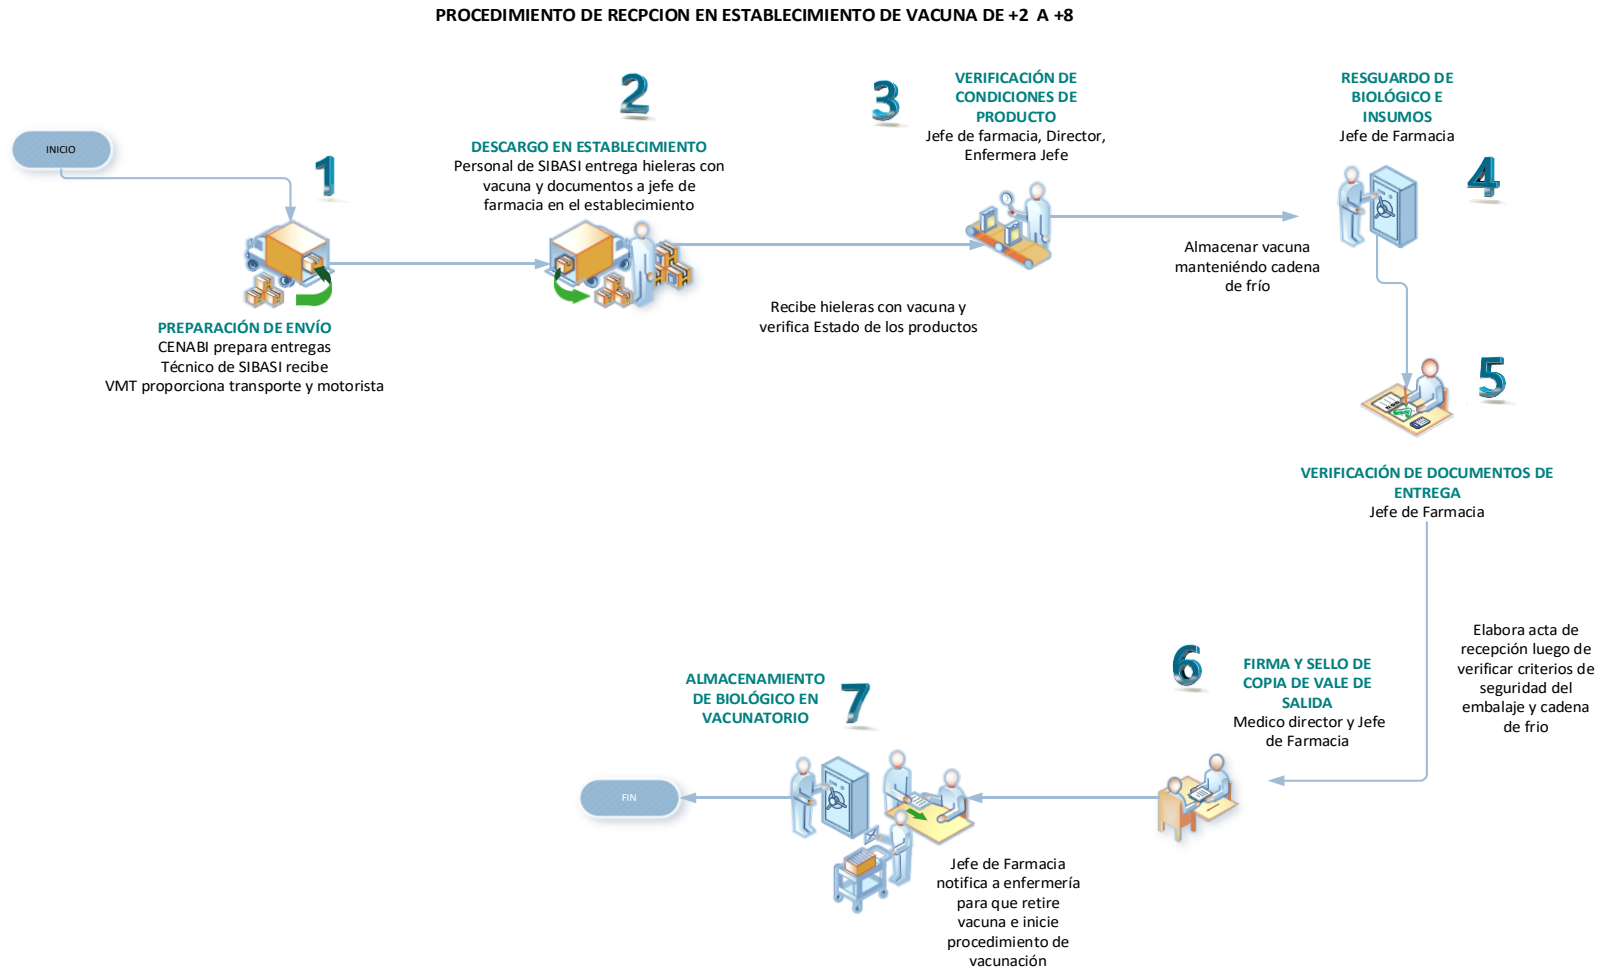 PROCEDIMIENTO DE RECPCION EN ESTABLECIMIENTO DE VACUNA DE +2 A +8
INICIO
1
PREPARACIÓN DE ENVÍO
CENABI prepara entregas
Técnico de SIBASI recibe
VMT proporciona transporte y motorista
2
DESCARGO EN ESTABLECIMIENTO
Personal de SIBASI entrega hieleras con
vacuna y documentos a jefe de
farmacia en el establecimiento
3
VERIFICACIÓN DE
CONDICIONES DE
PRODUCTO
Jefe de farmacia, Director,
Enfermera Jefe
Recibe hieleras con vacuna y
verifica Estado de los productos
RESGUARDO DE
BIOLÓGICO E
INSUMOS
Jefe de Farmacia
4
Almacenar vacuna
manteniéndo cadena
de frío
5
VERIFICACIÓN DE DOCUMENTOS DE
ENTREGA
Jefe de Farmacia
Elabora acta de
recepción luego de
verificar criterios de
seguridad del
embalaje y cadena
de frio
6
FIRMA Y SELLO DE
COPIA DE VALE DE
SALIDA
Medico director y Jefe
de Farmacia
ALMACENAMIENTO
DE BIOLÓGICO EN
VACUNATORIO
7
Jefe de Farmacia
notifica a enfermería
para que retire
vacuna e inicie
procedimiento de
vacunación
FIN